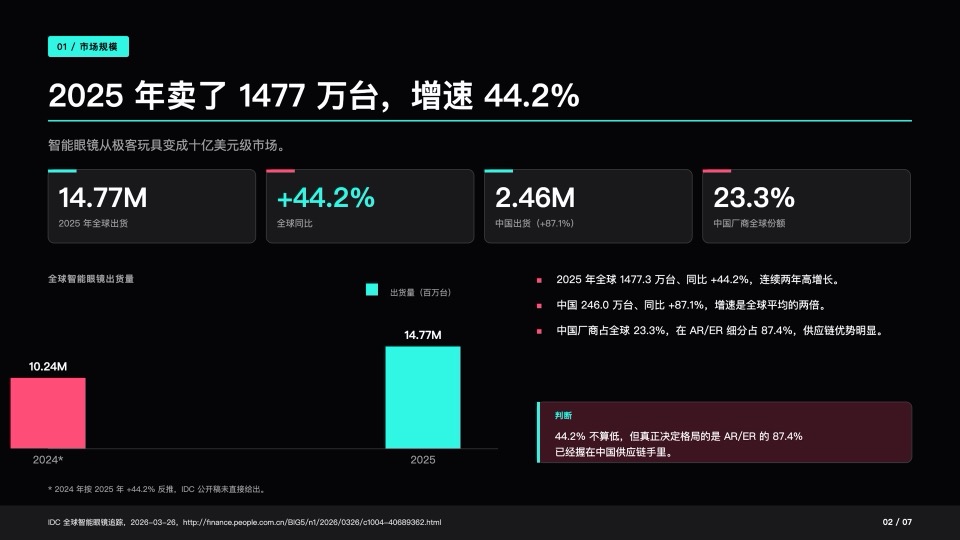 01 / 市场规模
2025 年卖了 1477 万台，增速 44.2%
智能眼镜从极客玩具变成十亿美元级市场。
14.77M
2025 年全球出货
+44.2%
全球同比
2.46M
中国出货（+87.1%）
23.3%
中国厂商全球份额
全球智能眼镜出货量
出货量（百万台）
10.24M
14.77M
2024*
2025
* 2024 年按 2025 年 +44.2% 反推，IDC 公开稿未直接给出。
2025 年全球 1477.3 万台、同比 +44.2%，连续两年高增长。
中国 246.0 万台、同比 +87.1%，增速是全球平均的两倍。
中国厂商占全球 23.3%，在 AR/ER 细分占 87.4%，供应链优势明显。
判断
44.2% 不算低，但真正决定格局的是 AR/ER 的 87.4%
已经握在中国供应链手里。
IDC 全球智能眼镜追踪，2026-03-26，http://finance.people.com.cn/BIG5/n1/2026/0326/c1004-40689362.html
02 / 07